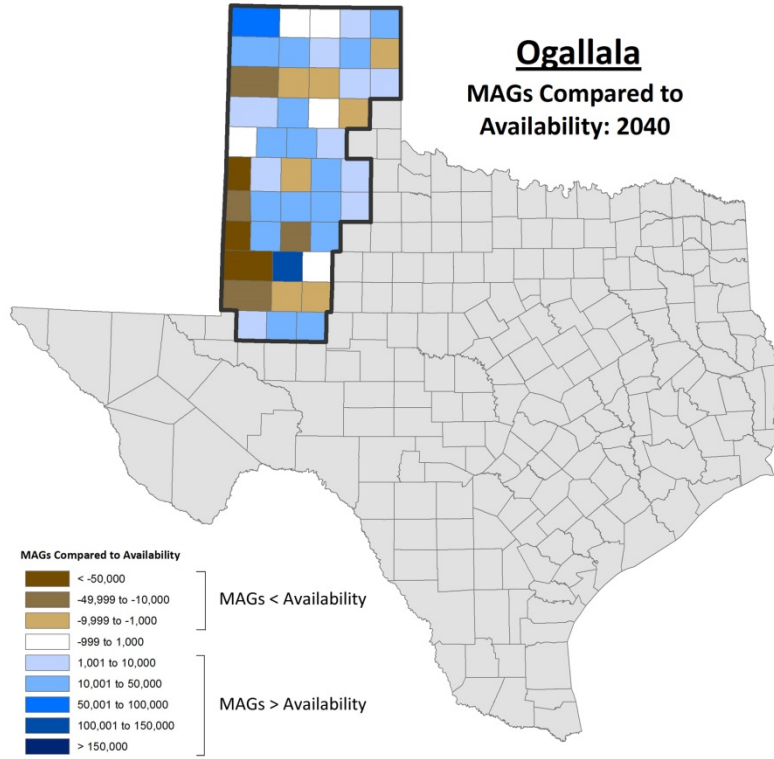 Ogallala
MAGs Compared to
Availability: 2040
MAGs Compared to Availability
< -50,000
-49,999 to -10,000
-9,999 to -1,000
-999 to 1,000
1,001 to 10,000
10,001 to 50,000
50,001 to 100,000
100,001 to 150,000
> 150,000
MAGs < Availability
MAGs > Availability